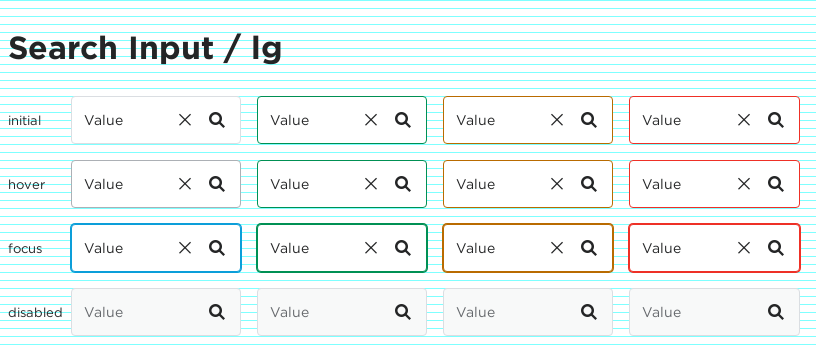 Search Input / lg
initial Value Value Value Value
hover Value Value Value Value
focus Value Value Value Value
disabled Value Value Value Value